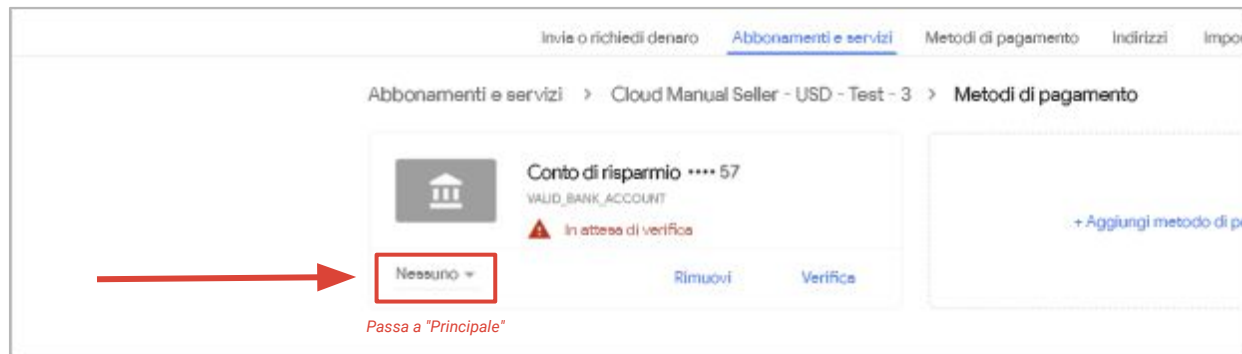 Invia o richiedi denaro Abbonamenti e servizi Metodi di pagamento Indirizzi
Abbonamenti e servizi > Cloud Manual Seller - USD - Test - 3 > Metodi di pagamento
Conto di risparmio •••• 57
VALID_BANK_ACCOUNT
In attesa di verifica
+ Aggiungi metodo di
Nessuno
Rimuovi Verifica
Passa a "Principale"